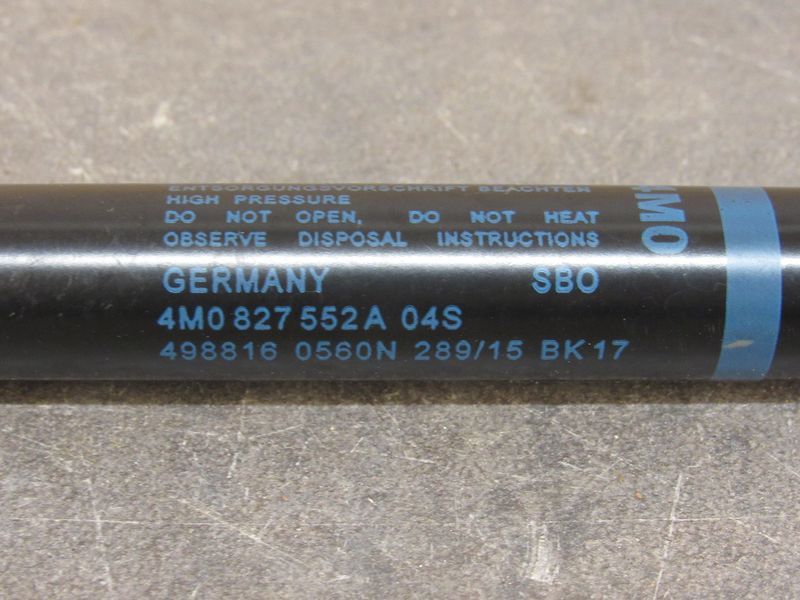 ENTSORGUNGSVORSCHRIFT BEACHTEN
HIGH PRESSURE
DO NOT OPEN, DO NOT HEAT
OBSERVE DISPOSAL INSTRUCTIONS
GERMANY SBO
4M0 827 552A 04S
498816 0560N 289/15 BK17
4M0